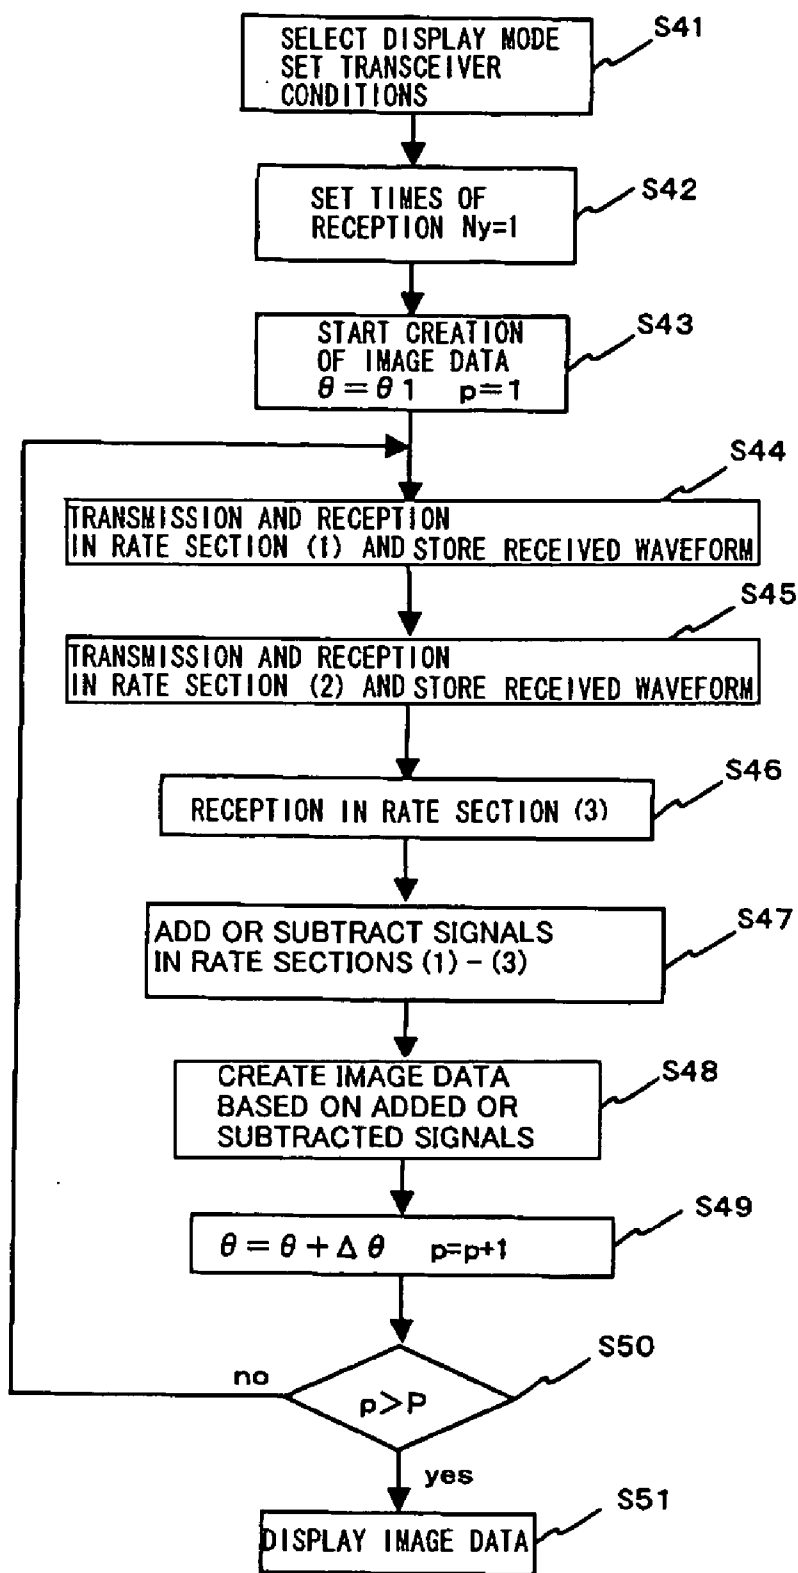 SELECT DISPLAY MODE
SET TRANSCEIVER
CONDITIONS
S41
SET TIMES OF
RECEPTION Ny=1
S42
START CREATION
OF IMAGE DATA
θ=θ1 p=1
S43
S44
TRANSMISSION AND RECEPTION
IN RATE SECTION (1) AND STORE RECEIVED WAVEFORM
S45
TRANSMISSION AND RECEPTION
IN RATE SECTION (2) AND STORE RECEIVED WAVEFORM
S46
RECEPTION IN RATE SECTION (3)
S47
ADD OR SUBTRACT SIGNALS
IN RATE SECTIONS (1) – (3)
S48
CREATE IMAGE DATA
BASED ON ADDED OR
SUBTRACTED SIGNALS
S49
θ=θ+Δθ p=p+1
S50
no
p>P
yes
S51
DISPLAY IMAGE DATA